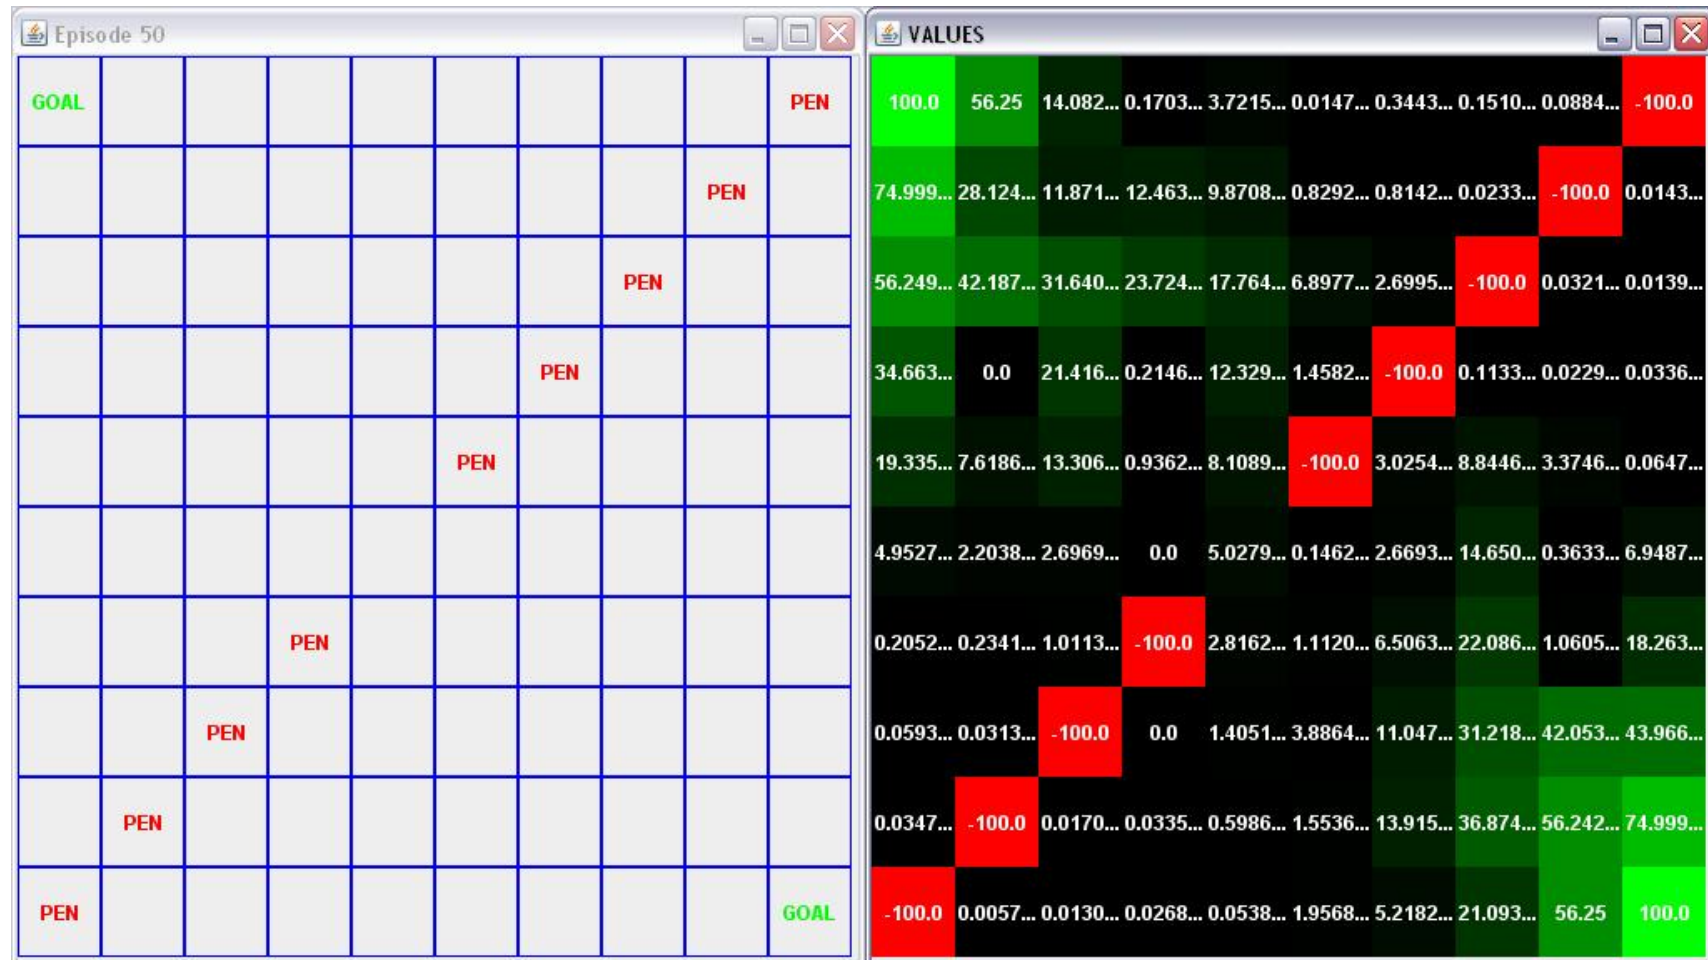 Episode 50
GOAL PEN
PEN
PEN
PEN
PEN
PEN
PEN
PEN
PEN GOAL
VALUES
100.0 56.25 14.082... 0.1703... 3.7215... 0.0147... 0.3443... 0.1510... 0.0884... -100.0
74.999... 28.124... 11.871... 12.463... 9.8708... 0.8292... 0.8142... 0.0233... -100.0 0.0143...
56.249... 42.187... 31.640... 23.724... 17.764... 6.8977... 2.6995... -100.0 0.0321... 0.0139...
34.663... 0.0 21.416... 0.2146... 12.329... 1.4582... -100.0 0.1133... 0.0229... 0.0336...
19.335... 7.6186... 13.306... 0.9362... 8.1089... -100.0 3.0254... 8.8446... 3.3746... 0.0647...
4.9527... 2.2038... 2.6969... 0.0 5.0279... 0.1462... 2.6693... 14.650... 0.3633... 6.9487...
0.2052... 0.2341... 1.0113... -100.0 2.8162... 1.1120... 6.5063... 22.086... 1.0605... 18.263...
0.0593... 0.0313... -100.0 0.0 1.4051... 3.8864... 11.047... 31.218... 42.053... 43.966...
0.0347... -100.0 0.0170... 0.0335... 0.5986... 1.5536... 13.915... 36.874... 56.242... 74.999...
-100.0 0.0057... 0.0130... 0.0268... 0.0538... 1.9568... 5.2182... 21.093... 56.25 100.0